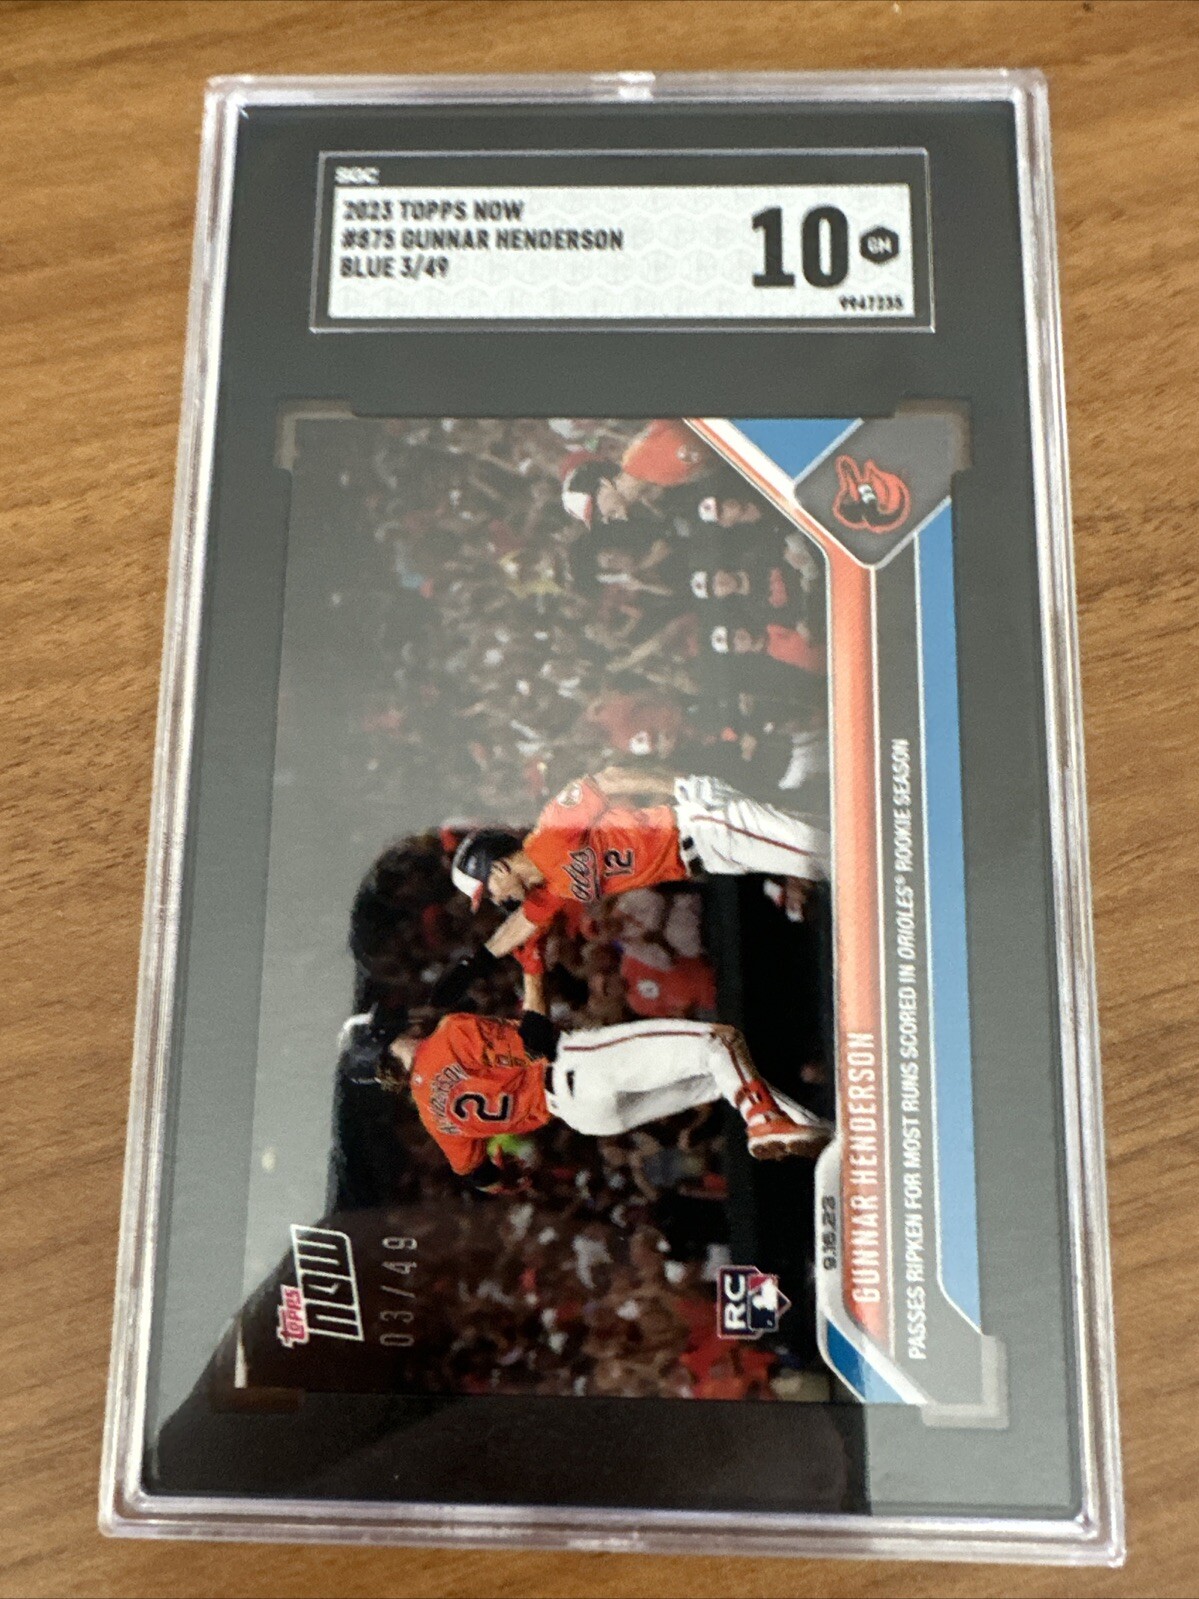 SGC
2023 TOPPS NOW
#875 GUNNAR HENDERSON
BLUE 3/49
10
GM
9947235
TOPPS
NOW
03/49
HENDERSON
2
12
RC
9.16.23
GUNNAR HENDERSON
PASSES RIPKEN FOR MOST RUNS SCORED IN ORIOLES® ROOKIE SEASON